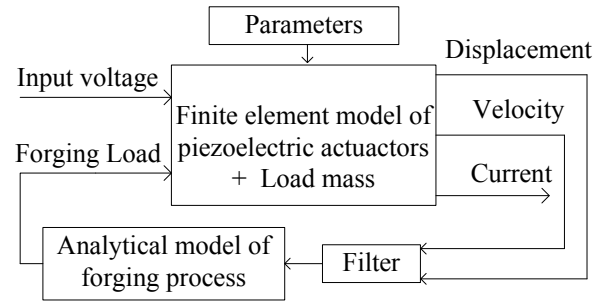 Parameters
Displacement
Input voltage
Finite element model of
piezoelectric actuactors
+ Load mass
Velocity
Forging Load
Current
Analytical model of
forging process
Filter